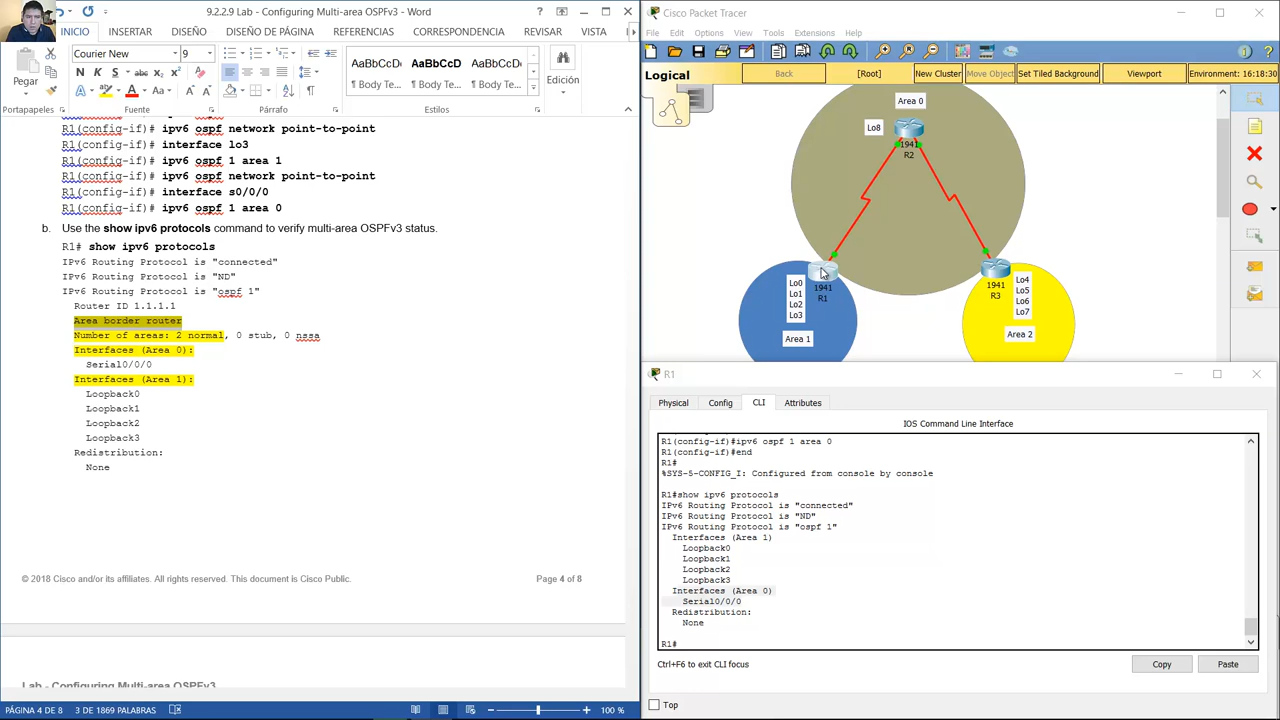 9.2.2.9 Lab - Configuring Multi-area OSPFv3 - Word
INICIO
INSERTAR
DISEÑO
DISEÑO DE PÁGINA
REFERENCIAS
CORRESPONDENCIA
REVISAR
VISTA
Courier New
9
Pegar
N K S abc x₂ x²
AaBbCcD AaBbCcD AaBbCcD
¶ Body Te... ¶ Body Te... ¶ Body Te...
Edición
Portapapeles
Fuente
Párrafo
Estilos
R1(config-if)# ipv6 ospf network point-to-point
R1(config-if)# interface lo3
R1(config-if)# ipv6 ospf 1 area 1
R1(config-if)# ipv6 ospf network point-to-point
R1(config-if)# interface s0/0/0
R1(config-if)# ipv6 ospf 1 area 0
b. Use the show ipv6 protocols command to verify multi-area OSPFv3 status.
R1# show ipv6 protocols
IPv6 Routing Protocol is "connected"
IPv6 Routing Protocol is "ND"
IPv6 Routing Protocol is "ospf 1"
Router ID 1.1.1.1
Area border router
Number of areas: 2 normal, 0 stub, 0 nssa
Interfaces (Area 0):
Serial0/0/0
Interfaces (Area 1):
Loopback0
Loopback1
Loopback2
Loopback3
Redistribution:
None
© 2018 Cisco and/or its affiliates. All rights reserved. This document is Cisco Public.
Page 4 of 8
Lab - Configuring Multi-area OSPFv3
PÁGINA 4 DE 8
3 DE 1869 PALABRAS
100 %
Cisco Packet Tracer
File Edit Options View Tools Extensions Help
Logical
Back
[Root]
New Cluster
Move Object
Set Tiled Background
Viewport
Environment: 16:18:30
Area 0
Lo8
1941
R2
Lo0
Lo1
Lo2
Lo3
1941
R1
Area 1
1941
R3
Lo4
Lo5
Lo6
Lo7
Area 2
R1
Physical
Config
CLI
Attributes
IOS Command Line Interface
R1(config-if)#ipv6 ospf 1 area 0
R1(config-if)#end
R1#
%SYS-5-CONFIG_I: Configured from console by console
R1#show ipv6 protocols
IPv6 Routing Protocol is "connected"
IPv6 Routing Protocol is "ND"
IPv6 Routing Protocol is "ospf 1"
Interfaces (Area 1)
Loopback0
Loopback1
Loopback2
Loopback3
Interfaces (Area 0)
Serial0/0/0
Redistribution:
None
R1#
Ctrl+F6 to exit CLI focus
Copy
Paste
Top